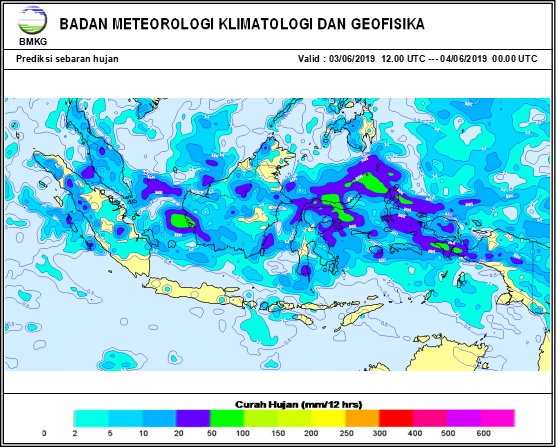 BADAN METEOROLOGI KLIMATOLOGI DAN GEOFISIKA
BMKG
Prediksi sebaran hujan
Valid : 03/06/2019 12.00 UTC --- 04/06/2019 00.00 UTC
Curah Hujan (mm/12 hrs)
0 2 5 10 20 50 100 150 200 250 300 400 500 600